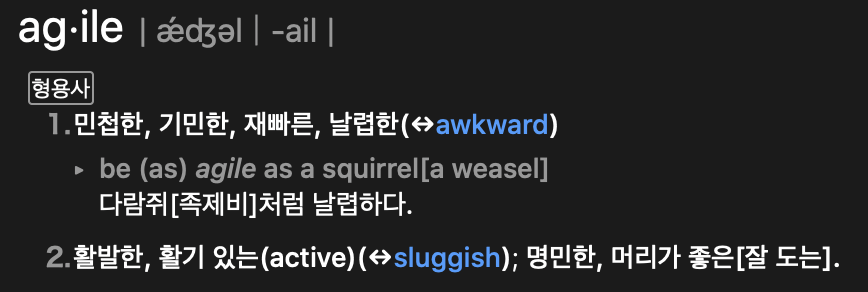 ag·ile | ǽdʒəl | -ail |
형용사
1. 민첩한, 기민한, 재빠른, 날렵한(↔awkward)
▸ be (as) agile as a squirrel[a weasel]
다람쥐[족제비]처럼 날렵하다.
2. 활발한, 활기 있는(active)(↔sluggish); 명민한, 머리가 좋은[잘 도는].